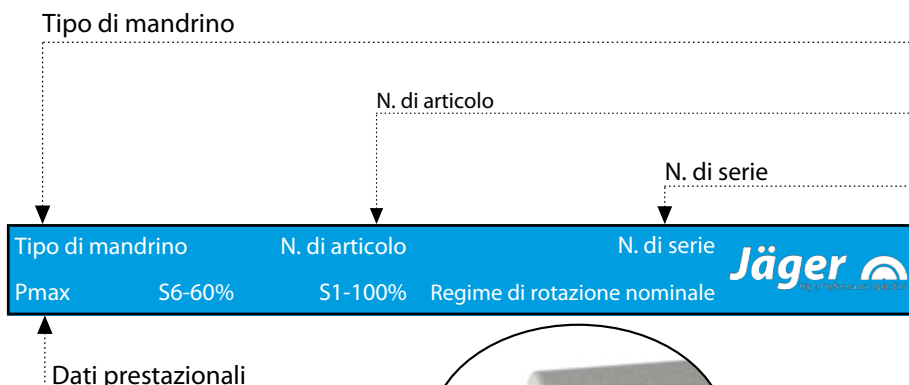 Tipo di mandrino
N. di articolo
N. di serie
Tipo di mandrino N. di articolo N. di serie
Jäger
Pmax S6-60% S1-100% Regime di rotazione nominale
Dati prestazionali